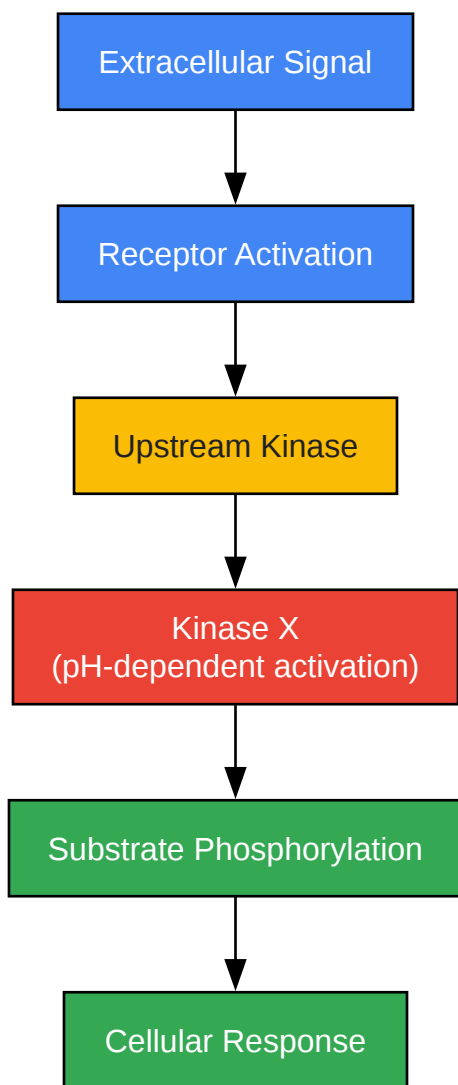 Extracellular Signal
Receptor Activation
Upstream Kinase
Kinase X
(pH-dependent activation)
Substrate Phosphorylation
Cellular Response